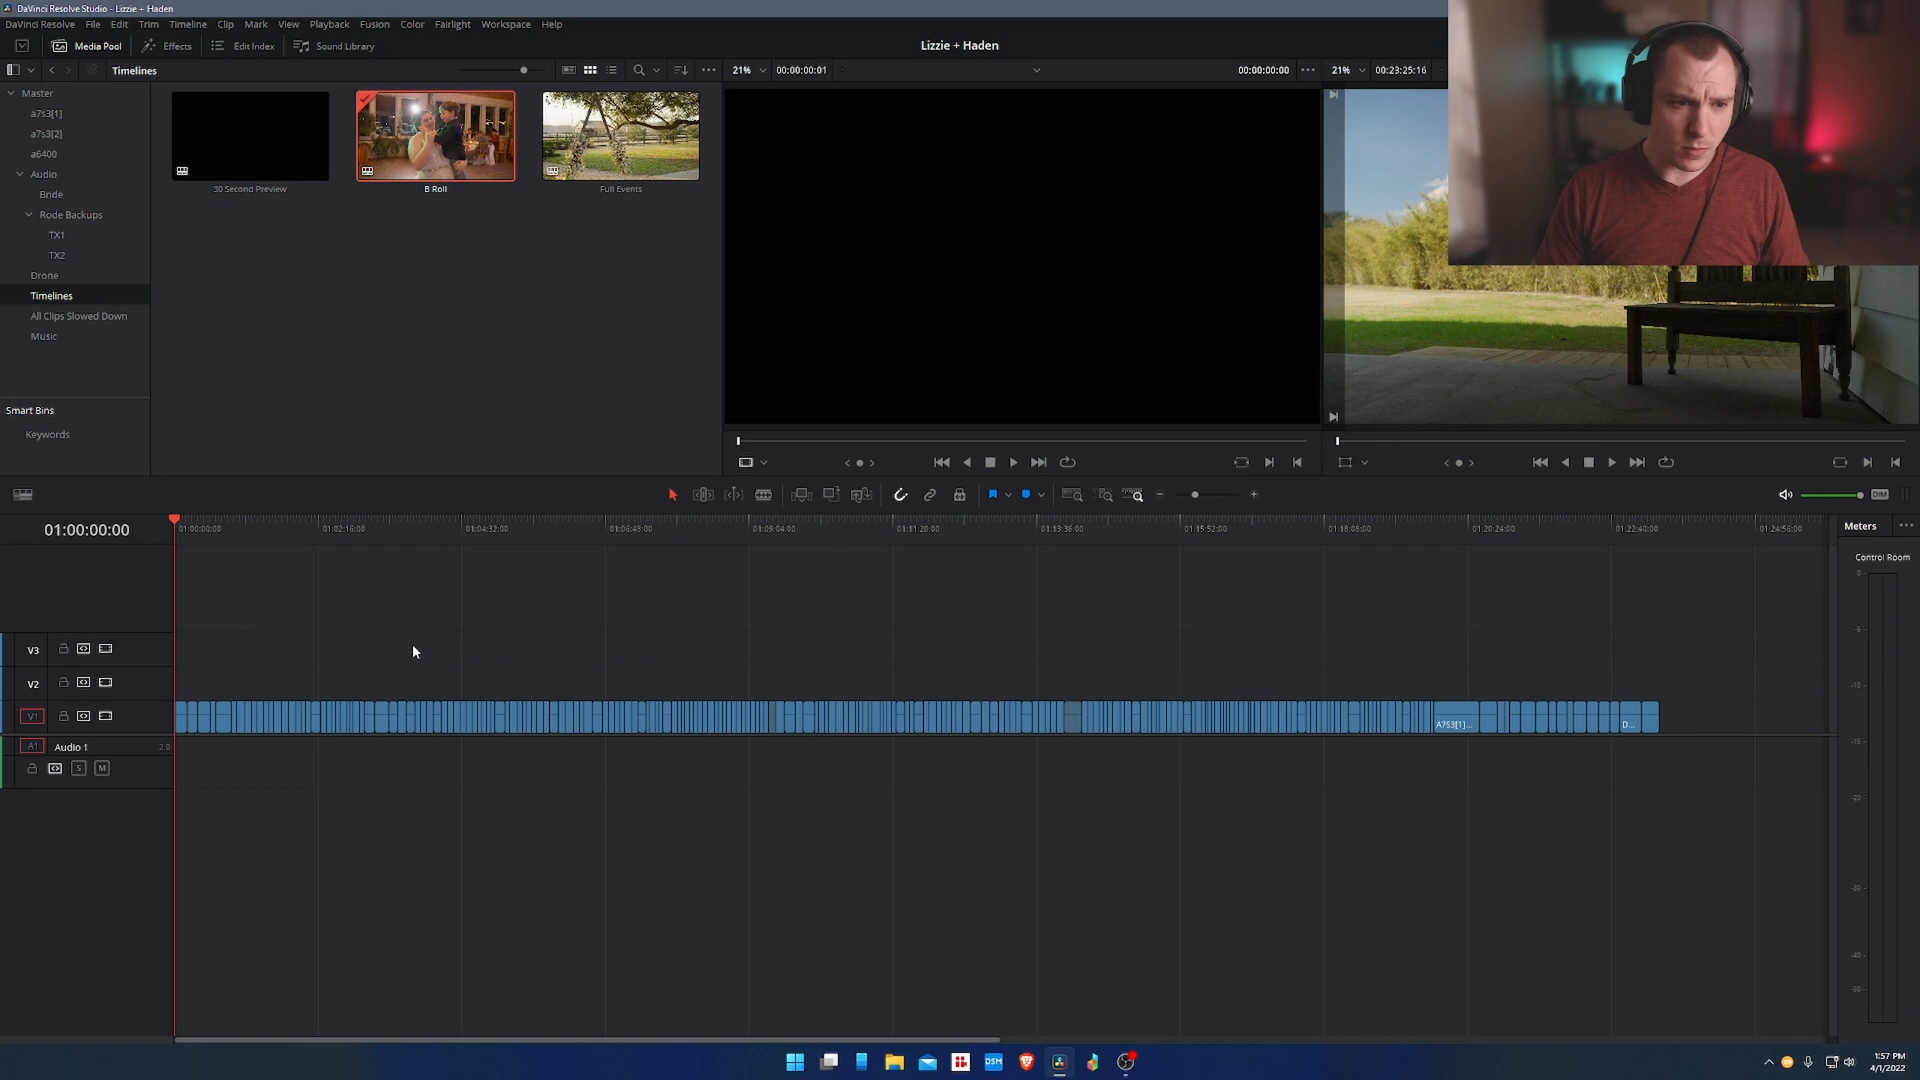 DaVinci Resolve Studio - Lizzie + Haden
DaVinci Resolve File Edit Trim Timeline Clip Mark View Playback Fusion Color Fairlight Workspace Help
Media Pool Effects Edit Index Sound Library
Lizzie + Haden
Timelines
21% 00:00:00:01 00:00:00:00
21% 00:23:25:16
Master
a7s3[1]
a7s3[2]
a6400
Audio
Bride
Rode Backups
TX1
TX2
Drone
Timelines
All Clips Slowed Down
Music
Smart Bins
Keywords
30 Second Preview
B Roll
Full Events
DIM
01:00:00:00
01:00:00:00 01:02:16:00 01:04:32:00 01:06:48:00 01:09:04:00 01:11:20:00 01:13:36:00 01:15:52:00 01:18:08:00 01:20:24:00 01:22:40:00 01:24:56:00
Meters
Control Room
V3
V2
V1
A7S3[1]...
D...
A1 Audio 1 2.0
S M
0
-5
-10
-15
-20
-30
-40
-50
DSM
1:57 PM
4/1/2022